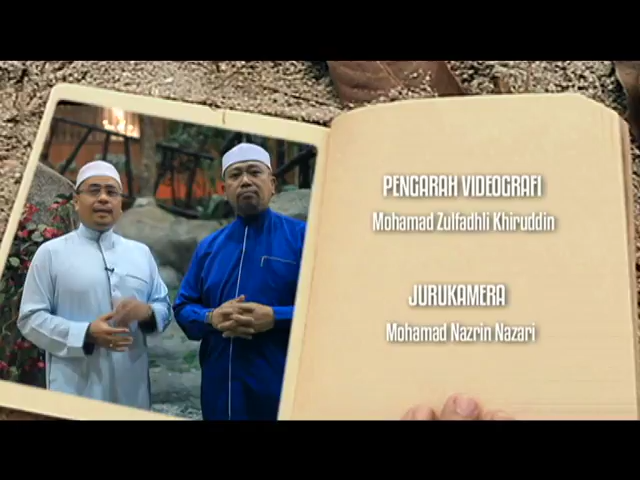 PENGARAH VIDEOGRAFI
Mohamad Zulfadhli Khiruddin
JURUKAMERA
Mohamad Nazrin Nazari